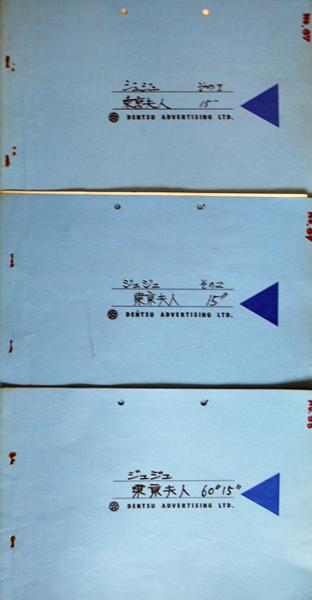 No.87
ジュジュ その1
東京夫人 15"
DENTSU ADVERTISING LTD.
ジュジュ その2
東京夫人 15"
DENTSU ADVERTISING LTD.
ジュジュ
東京夫人 60"15"
DENTSU ADVERTISING LTD.